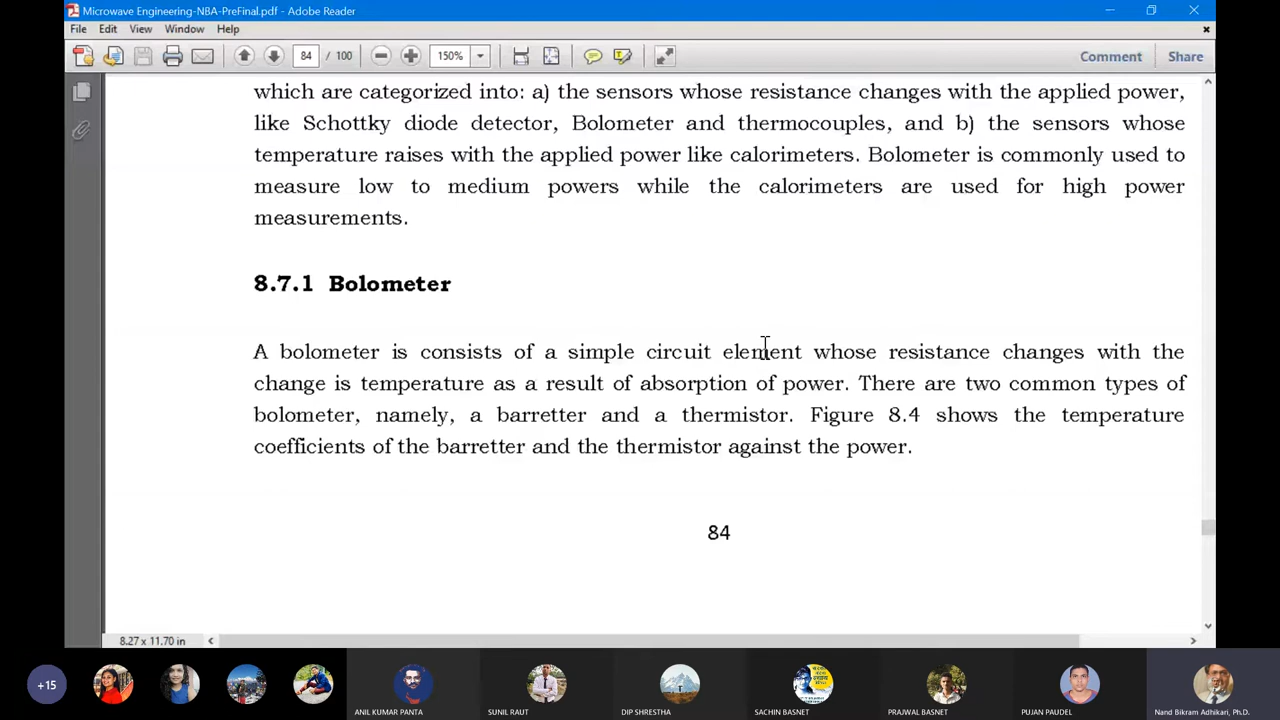 Microwave Engineering-NBA-PreFinal.pdf - Adobe Reader
File Edit View Window Help
84 / 100 150% Comment Share
which are categorized into: a) the sensors whose resistance changes with the applied power,
like Schottky diode detector, Bolometer and thermocouples, and b) the sensors whose
temperature raises with the applied power like calorimeters. Bolometer is commonly used to
measure low to medium powers while the calorimeters are used for high power
measurements.
8.7.1 Bolometer
A bolometer is consists of a simple circuit element whose resistance changes with the
change is temperature as a result of absorption of power. There are two common types of
bolometer, namely, a barretter and a thermistor. Figure 8.4 shows the temperature
coefficients of the barretter and the thermistor against the power.
84
8.27 x 11.70 in
+15
ANIL KUMAR PANTA SUNIL RAUT DIP SHRESTHA SACHIN BASNET PRAJWAL BASNET PUJAN PAUDEL Nand Bikram Adhikari, Ph.D.